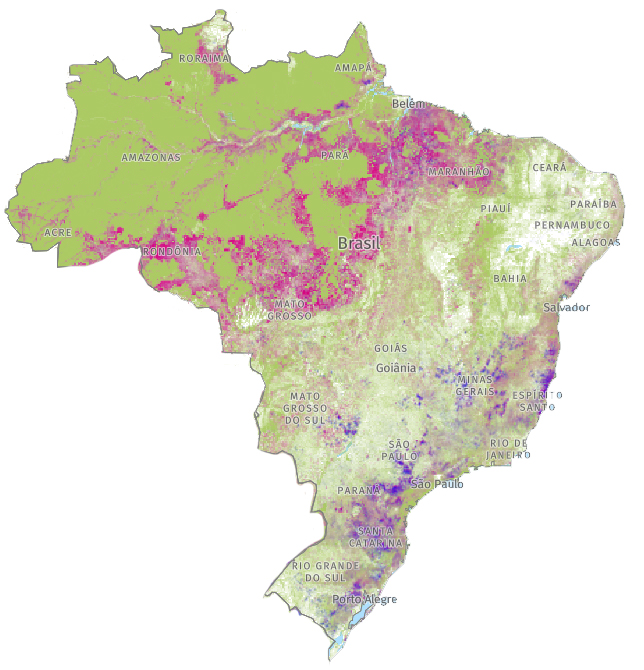 RORAIMA
AMAPÁ
Belém
AMAZONAS
PARÁ
MARANHÃO
CEARÁ
PIAUÍ
PARAÍBA
PERNAMBUCO
ALAGOAS
ACRE
RONDÔNIA
Brasil
BAHIA
MATO
GROSSO
Salvador
GOIÁS
Goiânia
MINAS
GERAIS
ESPÍRITO
SANTO
MATO
GROSSO
DO SUL
SÃO
PAULO
RIO DE
JANEIRO
São Paulo
PARANÁ
SANTA
CATARINA
RIO GRANDE
DO SUL
Porto Alegre